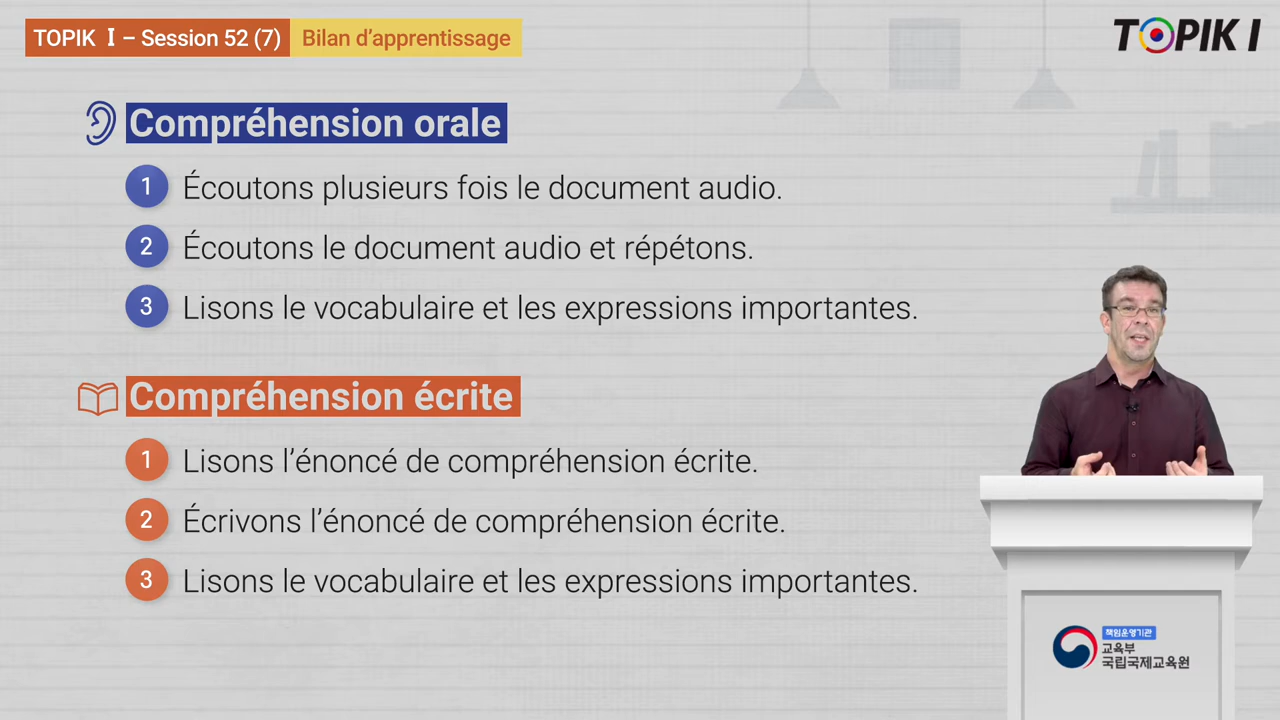 TOPIK Ⅰ – Session 52 (7) Bilan d’apprentissage
TOPIK I
Compréhension orale
1 Écoutons plusieurs fois le document audio.
2 Écoutons le document audio et répétons.
3 Lisons le vocabulaire et les expressions importantes.
Compréhension écrite
1 Lisons l’énoncé de compréhension écrite.
2 Écrivons l’énoncé de compréhension écrite.
3 Lisons le vocabulaire et les expressions importantes.
책임운영기관
교육부
국립국제교육원